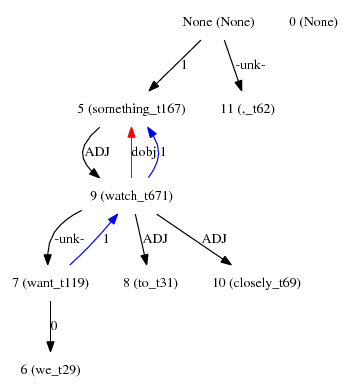 None (None) 0 (None)
1 -unk-
5 (something_t167) 11 (,_t62)
ADJ dobj 1
9 (watch_t671)
-unk- 1 ADJ ADJ
7 (want_t119) 8 (to_t31) 10 (closely_t69)
0
6 (we_t29)